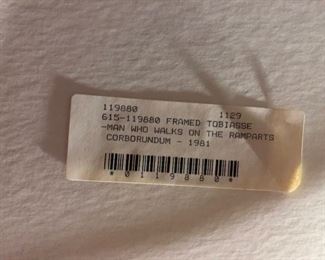 119880 1129
615-119880 FRAMED TOBIASSE
-MAN WHO WALKS ON THE RAMPARTS
CORBORUNDUM - 1981
*0119880*